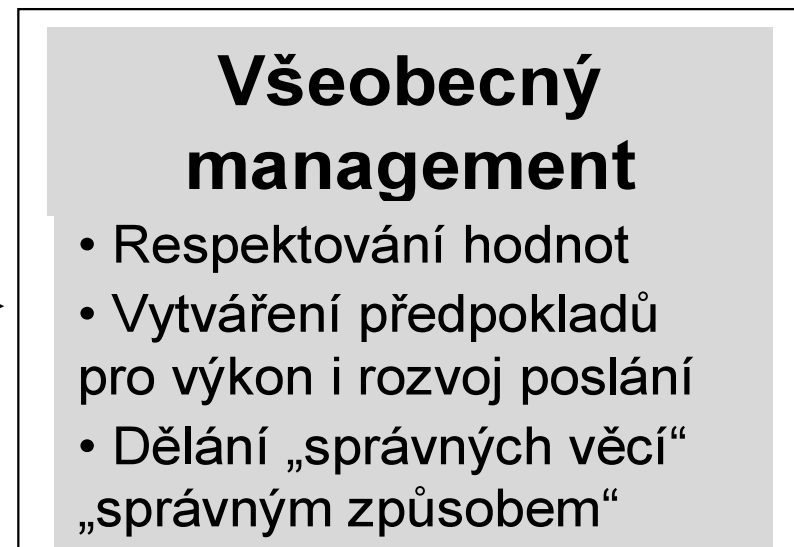 Všeobecný
management
• Respektování hodnot
• Vytváření předpokladů
pro výkon i rozvoj poslání
• Dělání „správných věcí“
„správným způsobem“